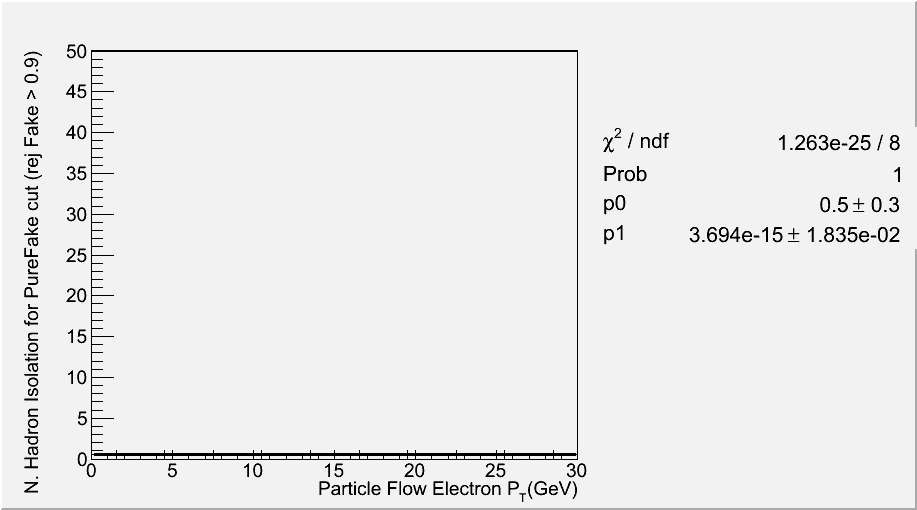 N. Hadron Isolation for PureFake cut (rej Fake > 0.9)
50
45
40
35
30
25
20
15
10
5
0
0 5 10 15 20 25 30
Particle Flow Electron P_T(GeV)
χ² / ndf 1.263e-25 / 8
Prob 1
p0 0.5 ± 0.3
p1 3.694e-15 ± 1.835e-02